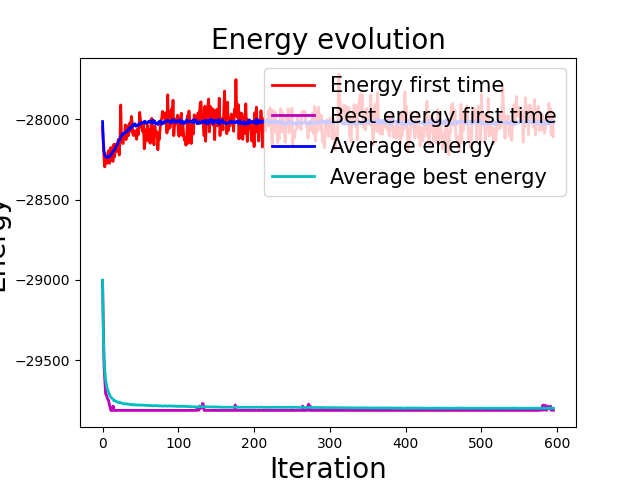 Energy evolution
Energy first time
Best energy first time
Average energy
Average best energy
−28000
−28500
−29000
−29500
Energy
0 100 200 300 400 500 600
Iteration